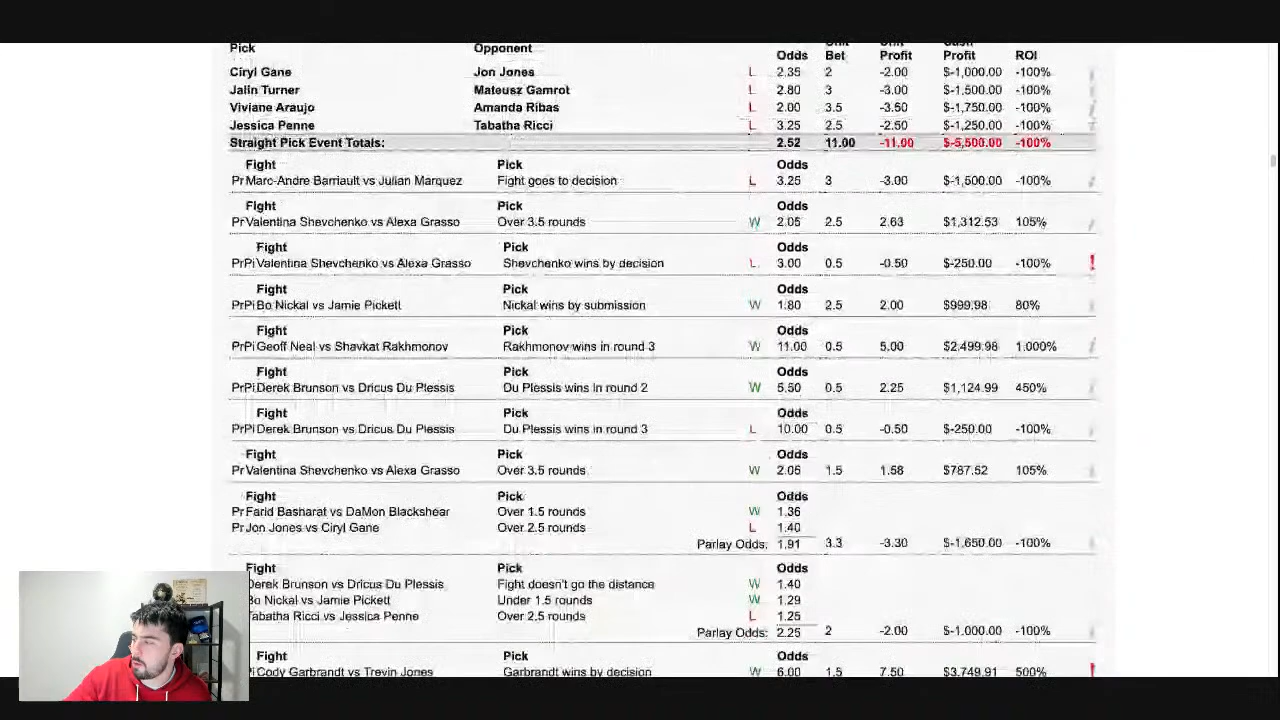 Pick Opponent Odds Bet Profit Profit ROI
Ciryl Gane Jon Jones L 2.35 2 -2.00 $-1,000.00 -100%
Jalin Turner Mateusz Gamrot L 2.80 3 -3.00 $-1,500.00 -100%
Viviane Araujo Amanda Ribas L 2.00 3.5 -3.50 $-1,750.00 -100%
Jessica Penne Tabatha Ricci L 3.25 2.5 -2.50 $-1,250.00 -100%
Straight Pick Event Totals: 2.52 11.00 -11.00 $-5,500.00 -100%
Fight Pick Odds
Pr Marc-Andre Barriault vs Julian Marquez Fight goes to decision L 3.25 3 -3.00 $-1,500.00 -100%
Fight Pick Odds
Pr Valentina Shevchenko vs Alexa Grasso Over 3.5 rounds W 2.05 2.5 2.63 $1,312.53 105%
Fight Pick Odds
PrPi Valentina Shevchenko vs Alexa Grasso Shevchenko wins by decision L 3.00 0.5 -0.50 $-250.00 -100% !
Fight Pick Odds
PrPi Bo Nickal vs Jamie Pickett Nickal wins by submission W 1.80 2.5 2.00 $999.98 80%
Fight Pick Odds
PrPi Geoff Neal vs Shavkat Rakhmonov Rakhmonov wins in round 3 W 11.00 0.5 5.00 $2,499.98 1,000%
Fight Pick Odds
PrPi Derek Brunson vs Dricus Du Plessis Du Plessis wins in round 2 W 5.50 0.5 2.25 $1,124.99 450%
Fight Pick Odds
PrPi Derek Brunson vs Dricus Du Plessis Du Plessis wins in round 3 L 10.00 0.5 -0.50 $-250.00 -100%
Fight Pick Odds
Pr Valentina Shevchenko vs Alexa Grasso Over 3.5 rounds W 2.05 1.5 1.58 $787.52 105%
Fight Pick Odds
Pr Farid Basharat vs DaMon Blackshear Over 1.5 rounds W 1.36
Pr Jon Jones vs Ciryl Gane Over 2.5 rounds L 1.40
Parlay Odds: 1.91 3.3 -3.30 $-1,650.00 -100%
Fight Pick Odds
Derek Brunson vs Dricus Du Plessis Fight doesn't go the distance W 1.40
Bo Nickal vs Jamie Pickett Under 1.5 rounds W 1.29
Tabatha Ricci vs Jessica Penne Over 2.5 rounds L 1.25
Parlay Odds: 2.25 2 -2.00 $-1,000.00 -100%
Fight Pick Odds
Cody Garbrandt vs Trevin Jones Garbrandt wins by decision W 6.00 1.5 7.50 $3,749.91 500% !